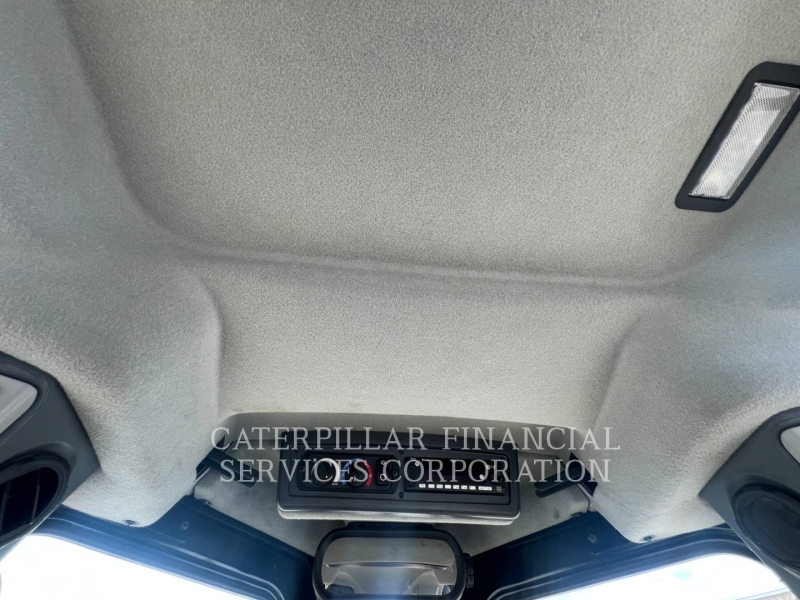 CATERPILLAR FINANCIAL
SERVICES CORPORATION